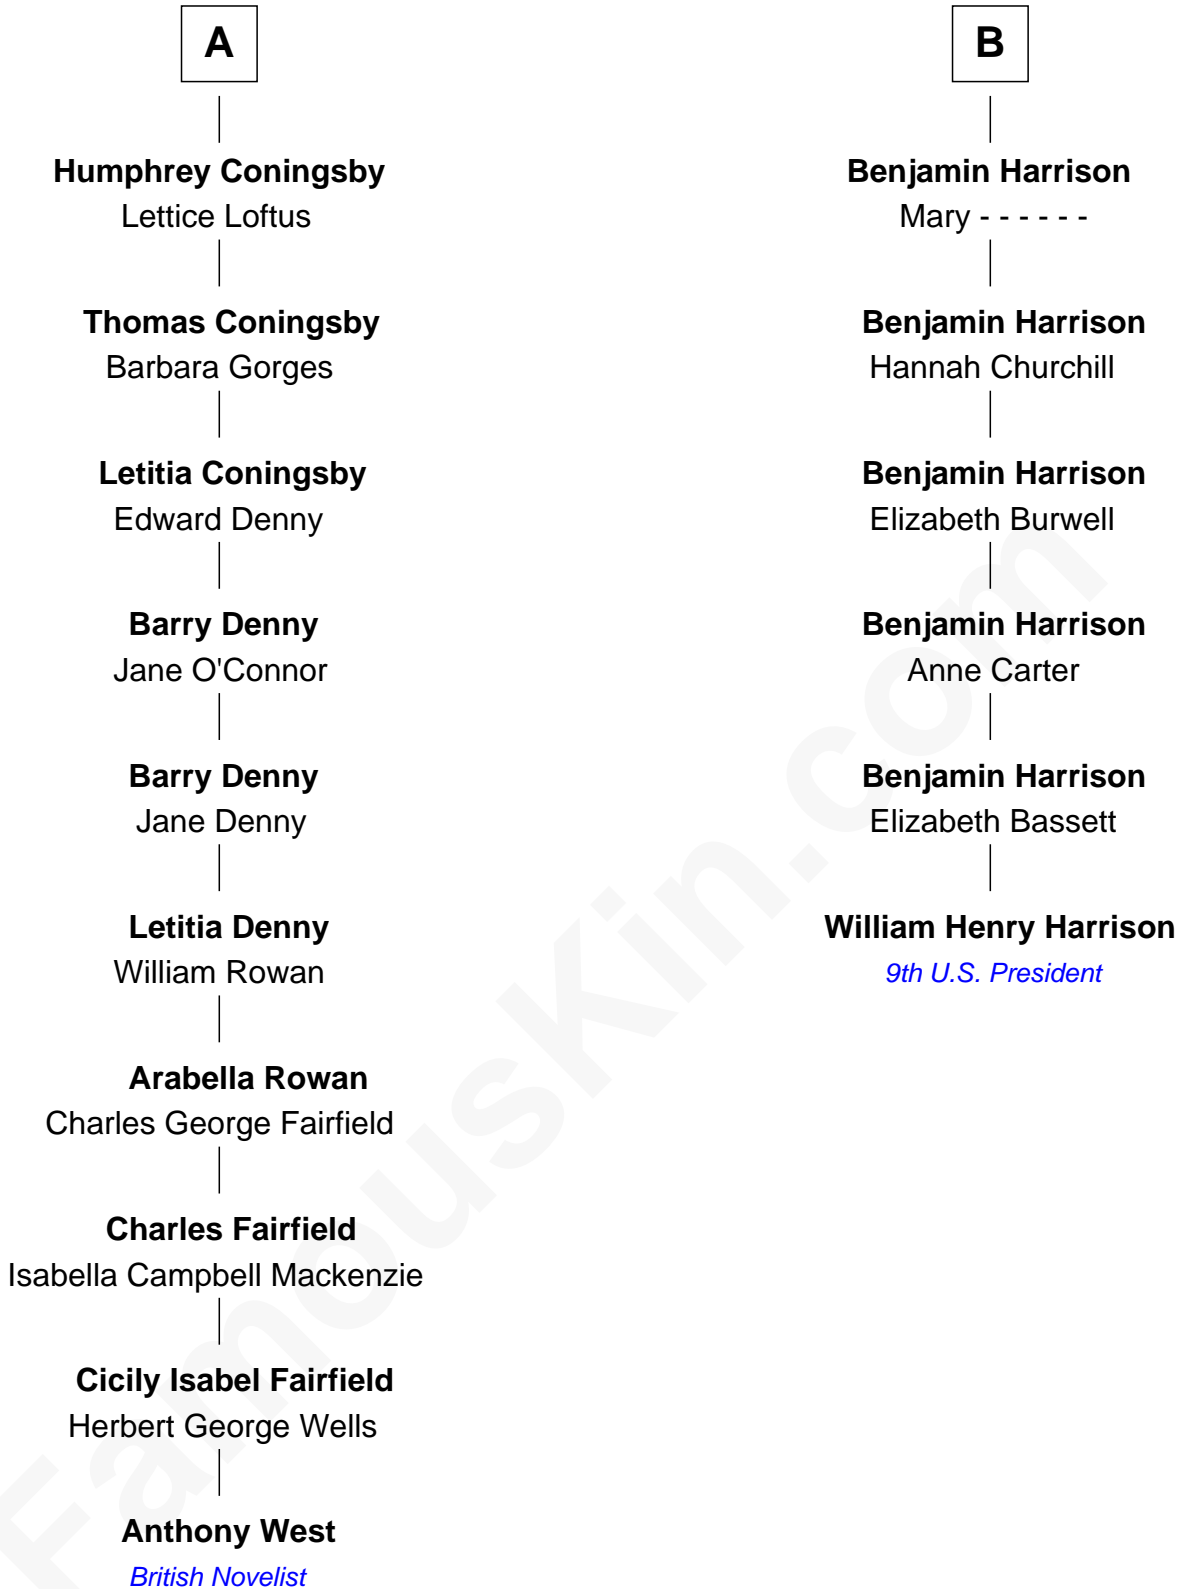 A
Humphrey Coningsby
Lettice Loftus
Thomas Coningsby
Barbara Gorges
Letitia Coningsby
Edward Denny
Barry Denny
Jane O'Connor
Barry Denny
Jane Denny
Letitia Denny
William Rowan
Arabella Rowan
Charles George Fairfield
Charles Fairfield
Isabella Campbell Mackenzie
Cicily Isabel Fairfield
Herbert George Wells
Anthony West
British Novelist
B
Benjamin Harrison
Mary - - - - - -
Benjamin Harrison
Hannah Churchill
Benjamin Harrison
Elizabeth Burwell
Benjamin Harrison
Anne Carter
Benjamin Harrison
Elizabeth Bassett
William Henry Harrison
9th U.S. President
FamousKin.com